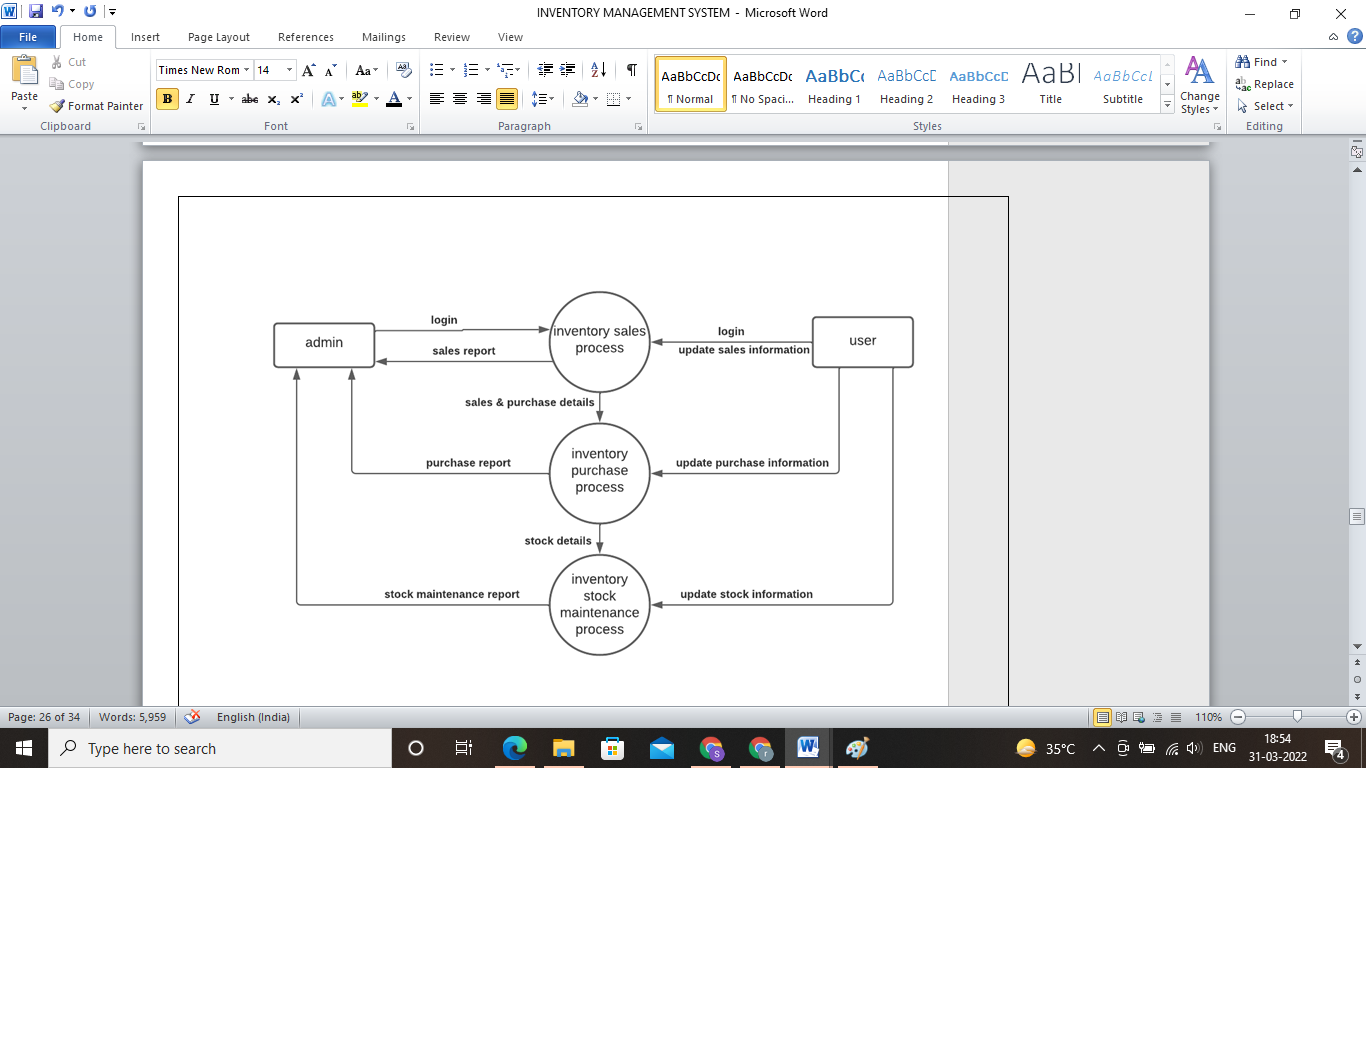 INVENTORY MANAGEMENT SYSTEM - Microsoft Word
File Home Insert Page Layout References Mailings Review View
Paste
Cut
Copy
Format Painter
Clipboard
Times New Rom 14
B I U abc x₂ x²
Font
Paragraph
AaBbCcDc AaBbCcDc AaBbCc AaBbCcD AaBbCcD AaBl AaBbCcL
¶ Normal ¶ No Spaci... Heading 1 Heading 2 Heading 3 Title Subtitle
Styles
Change
Styles
Find
Replace
Select
Editing
login
admin
inventory sales
process
sales report
login
update sales information
user
sales & purchase details
purchase report
inventory
purchase
process
update purchase information
stock details
stock maintenance report
inventory
stock
maintenance
process
update stock information
Page: 26 of 34 Words: 5,959 English (India) 110%
Type here to search
35°C ENG
18:54
31-03-2022
4